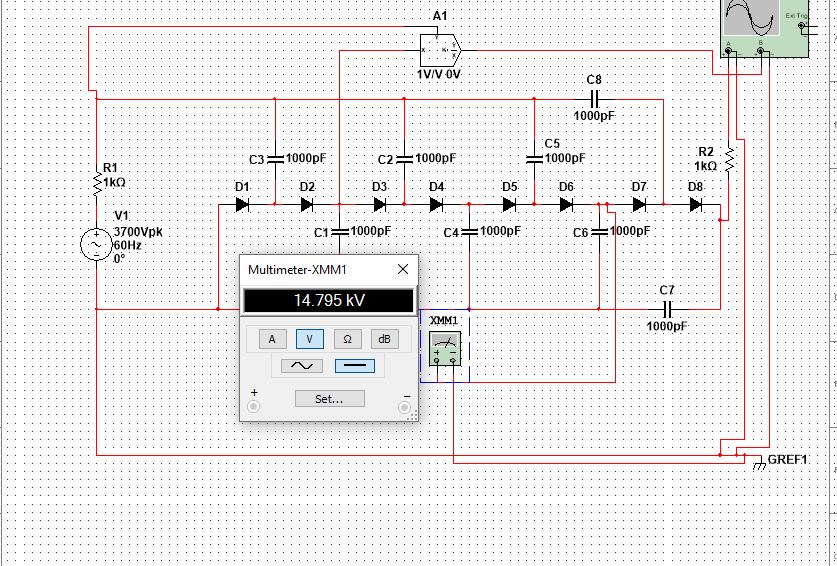 A1
Ext Trig
Y
X
K
Y
X
A
B
1V/V 0V
C8
1000pF
C3
1000pF
C2
1000pF
C5
1000pF
R2
1kΩ
R1
1kΩ
D1
D2
D3
D4
D5
D6
D7
D8
V1
3700Vpk
60Hz
0°
C1
1000pF
C4
1000pF
C6
1000pF
Multimeter-XMM1
14.795 kV
C7
1000pF
XMM1
A
V
Ω
dB
Set...
GREF1